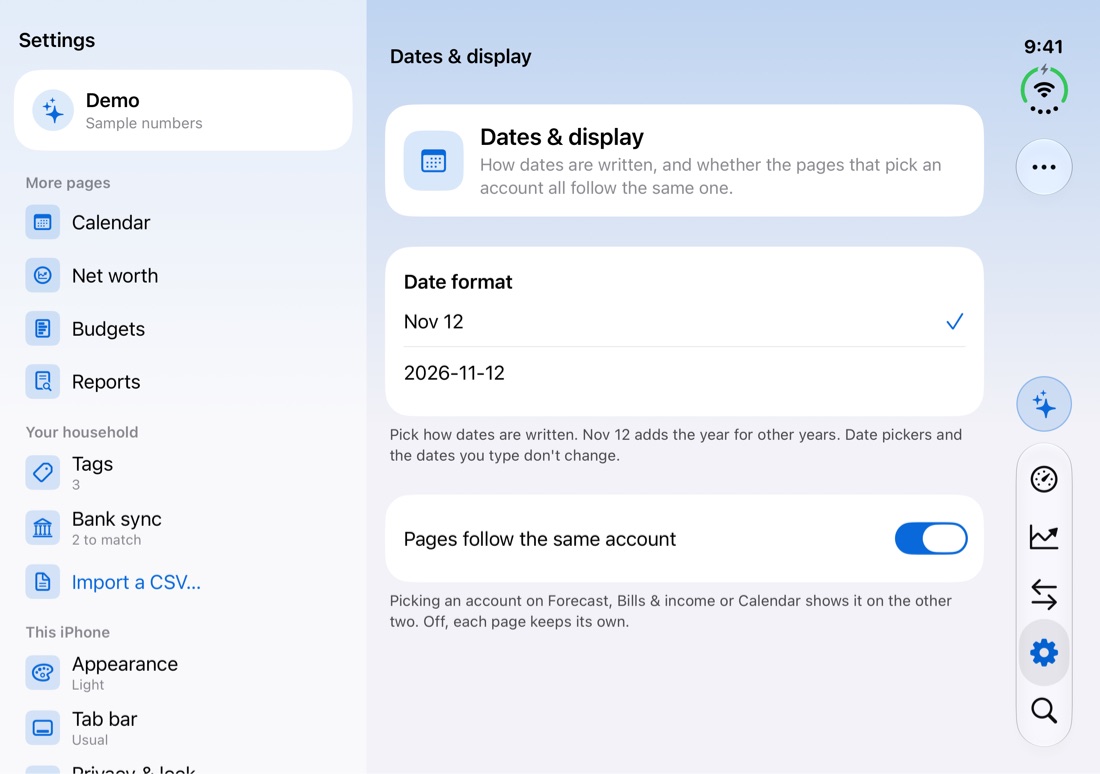 Settings
Demo
Sample numbers
More pages
Calendar
Net worth
Budgets
Reports
Your household
Tags
3
Bank sync
2 to match
Import a CSV...
This iPhone
Appearance
Light
Tab bar
Usual
Privacy & lock
Dates & display
Dates & display
How dates are written, and whether the pages that pick an
account all follow the same one.
Date format
Nov 12
2026-11-12
Pick how dates are written. Nov 12 adds the year for other years. Date pickers and
the dates you type don't change.
Pages follow the same account
Picking an account on Forecast, Bills & income or Calendar shows it on the other
two. Off, each page keeps its own.
9:41